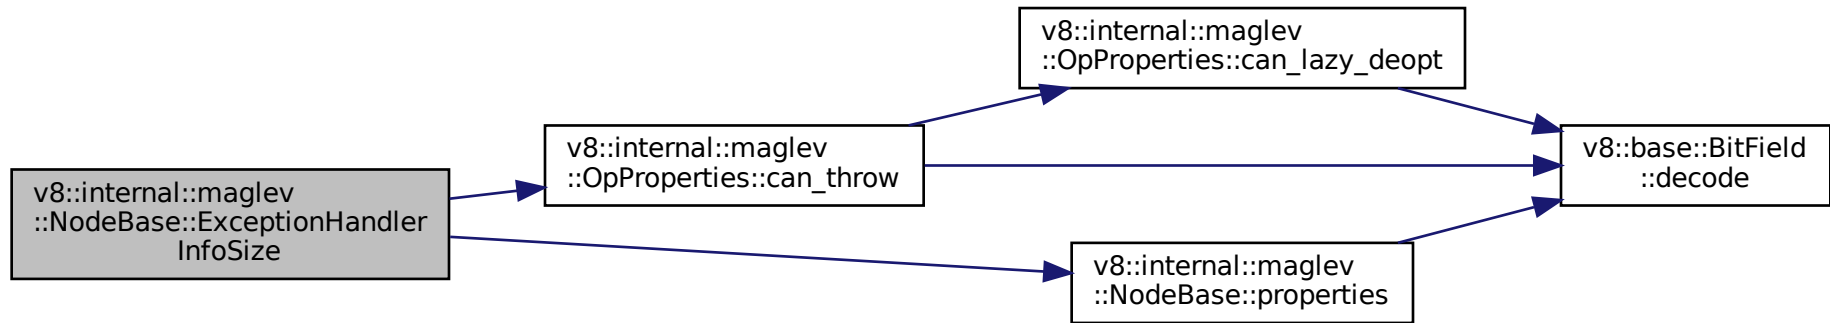 v8::internal::maglev
::NodeBase::ExceptionHandler
InfoSize
v8::internal::maglev
::OpProperties::can_throw
v8::internal::maglev
::OpProperties::can_lazy_deopt
v8::base::BitField
::decode
v8::internal::maglev
::NodeBase::properties